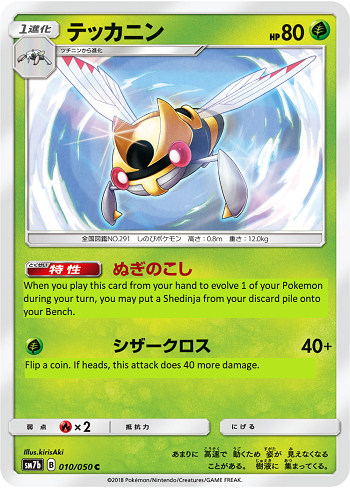 1進化
テッカニン
HP80
ツチニンから進化
全国図鑑NO.291 しのびポケモン 高さ:0.8m 重さ:12.0kg
とくせい
特性 ぬぎのこし
When you play this card from your hand to evolve 1 of your Pokemon
during your turn, you may put a Shedinja from your discard pile onto
your Bench.
シザークロス 40+
Flip a coin. If heads, this attack does 40 more damage.
弱点 ×2 抵抗力 にげる
Illus.kirisAki
sm7b B 010/050 C
あまりに 高速で 動くため 姿が 見えなくなる
ことがある。 樹液に 集まってくる。
©2018 Pokémon/Nintendo/Creatures/GAME FREAK.